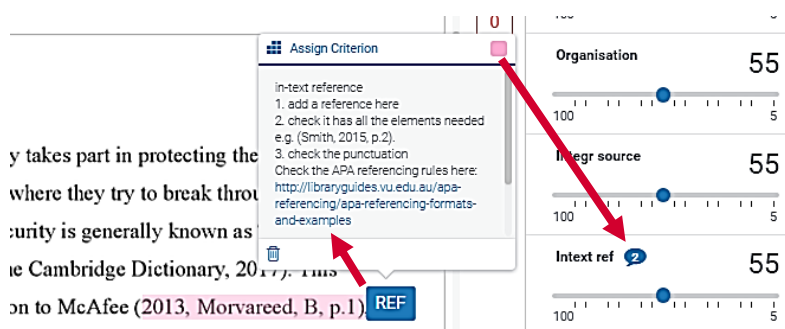 0
Assign Criterion
in-text reference
1. add a reference here
2. check it has all the elements needed
e.g. (Smith, 2015, p.2).
3. check the punctuation
Check the APA referencing rules here:
http://libraryguides.vu.edu.au/apa-
referencing/apa-referencing-formats-
and-examples
y takes part in protecting the
where they try to break throu
curity is generally known as
ne Cambridge Dictionary, 2017). This
on to McAfee (2013, Morvareed, B, p.1).
REF
100 5
Organisation 55
100 5
Integr source 55
100 5
Intext ref 2 55
100 5